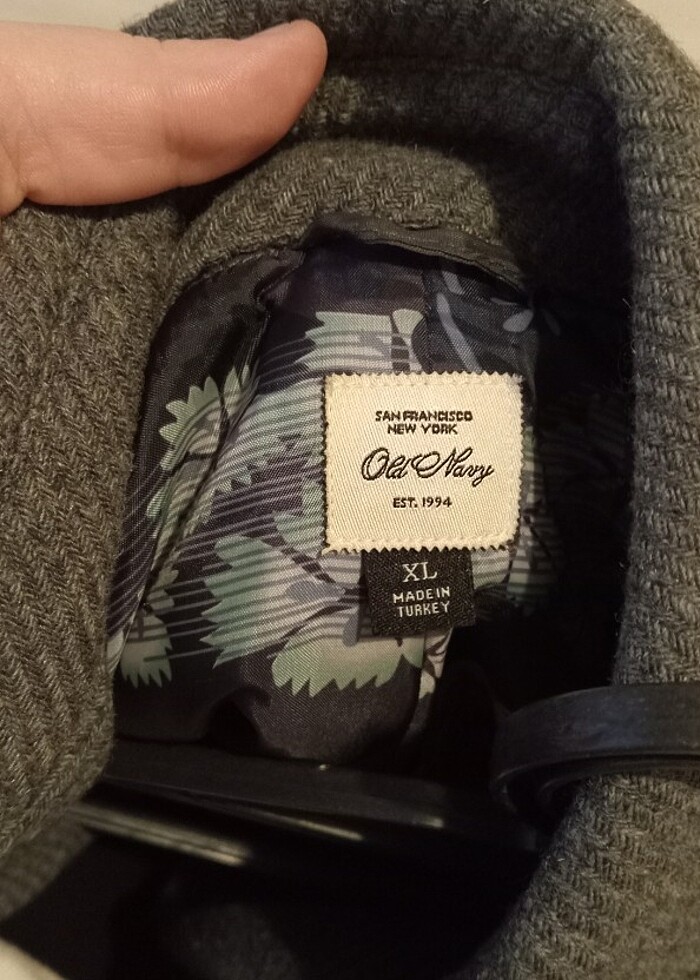 SAN FRANCISCO
NEW YORK
Old Navy
EST. 1994
XL
MADE IN
TURKEY